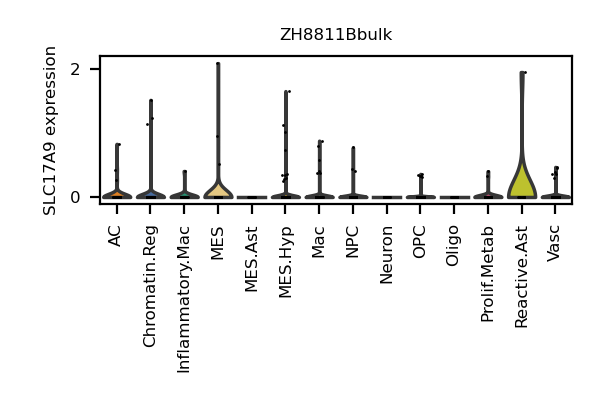 ZH8811Bbulk
SLC17A9 expression
2
0
AC
Chromatin.Reg
Inflammatory.Mac
MES
MES.Ast
MES.Hyp
Mac
NPC
Neuron
OPC
Oligo
Prolif.Metab
Reactive.Ast
Vasc